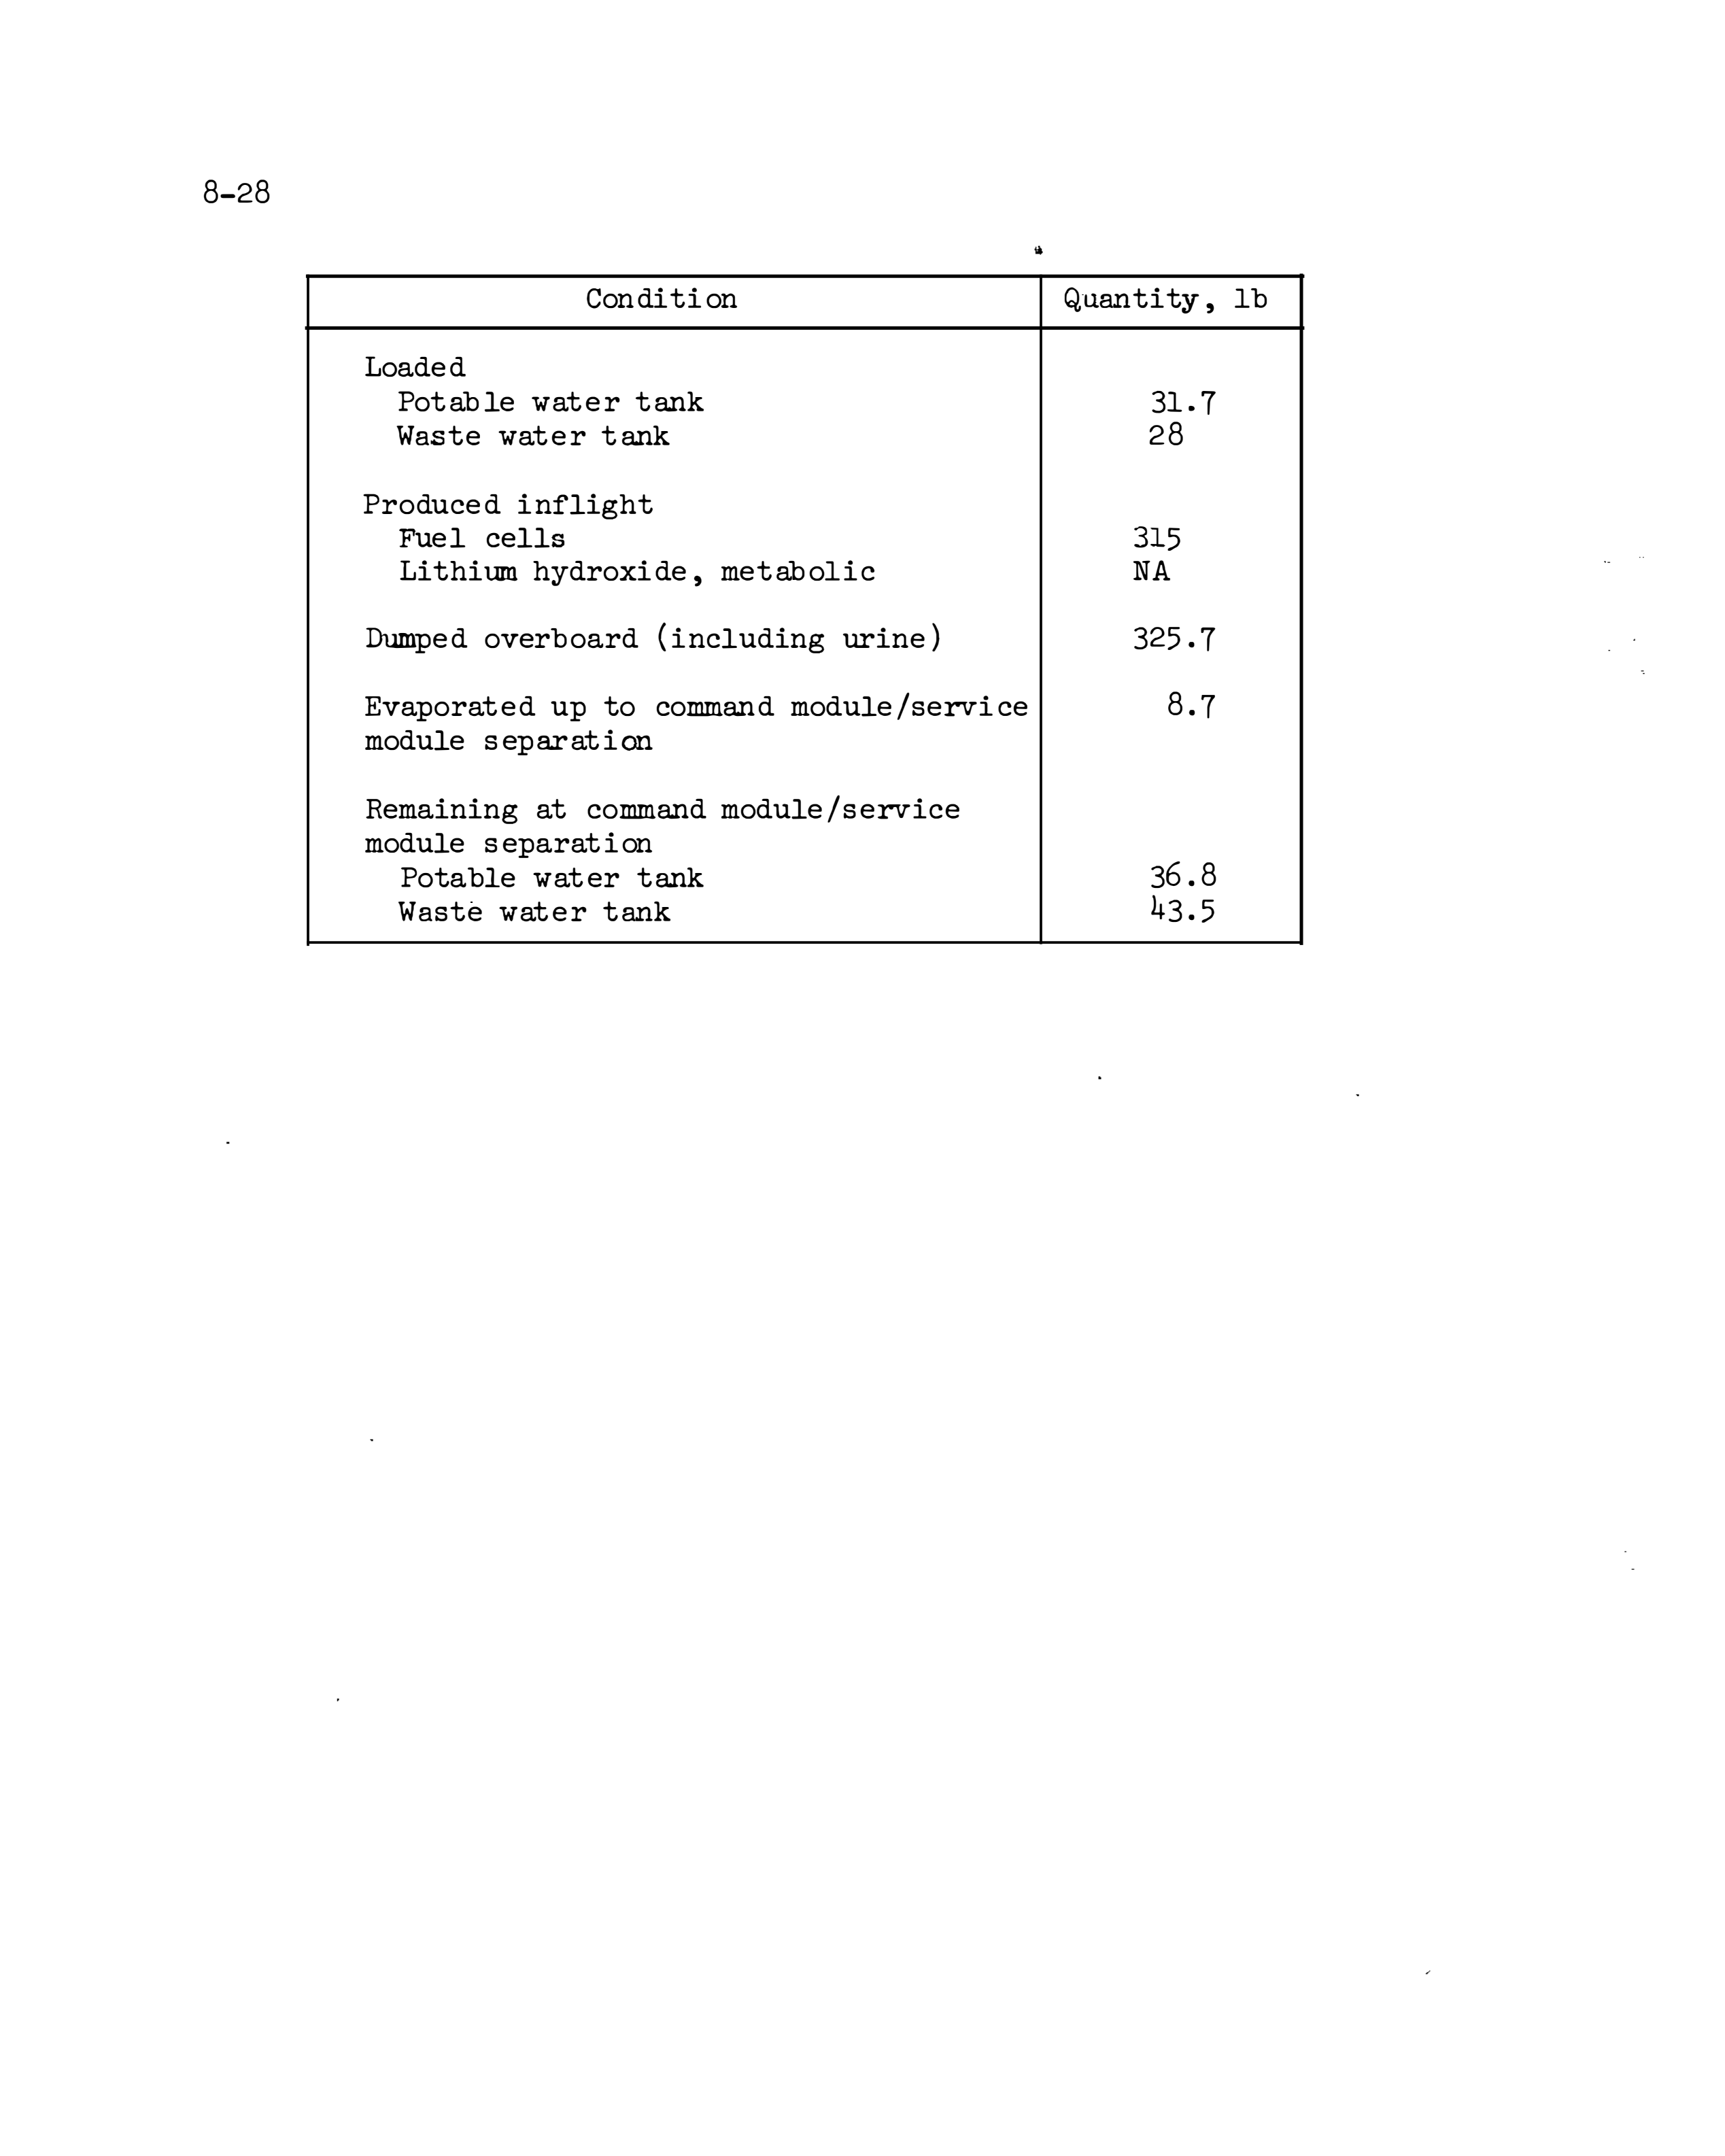 8-28
Condition Quantity, lb
Loaded
Potable water tank 31.7
Waste water tank 28
Produced inflight
Fuel cells 315
Lithium hydroxide, metabolic NA
Dumped overboard (including urine) 325.7
Evaporated up to command module/service 8.7
module separation
Remaining at command module/service
module separation
Potable water tank 36.8
Waste water tank 43.5